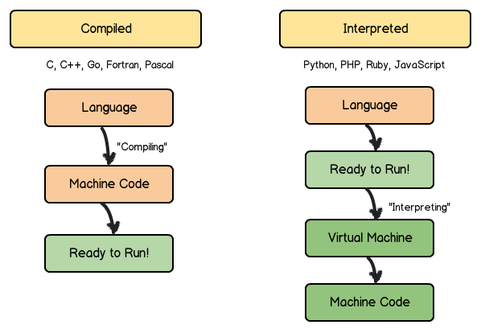 Compiled
C, C++, Go, Fortran, Pascal
Language
"Compiling"
Machine Code
Ready to Run!
Interpreted
Python, PHP, Ruby, JavaScript
Language
Ready to Run!
"Interpreting"
Virtual Machine
Machine Code